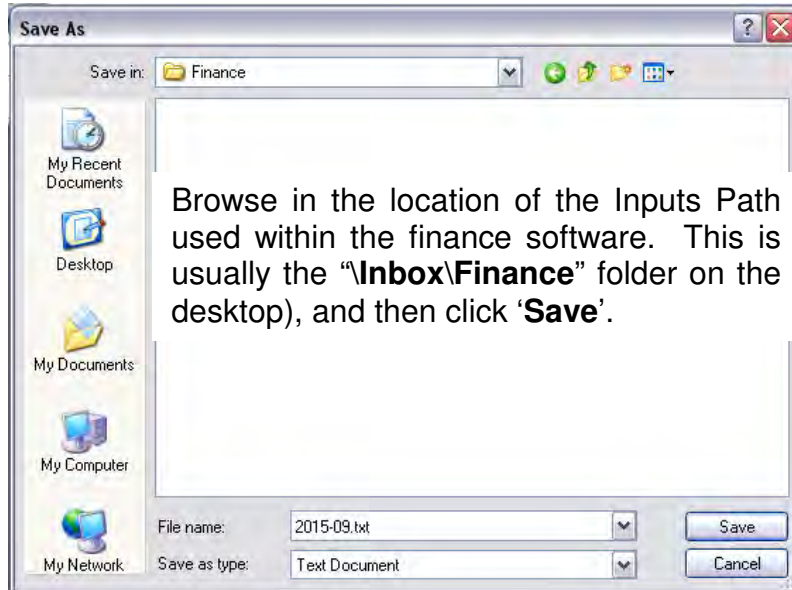 Save As
Save in:
Finance
My Recent
Documents
Desktop
My Documents
My Computer
My Network
Browse in the location of the Inputs Path
used within the finance software. This is
usually the “\Inbox\Finance” folder on the
desktop), and then click ‘Save’.
File name:
2015-09.txt
Save
Save as type:
Text Document
Cancel